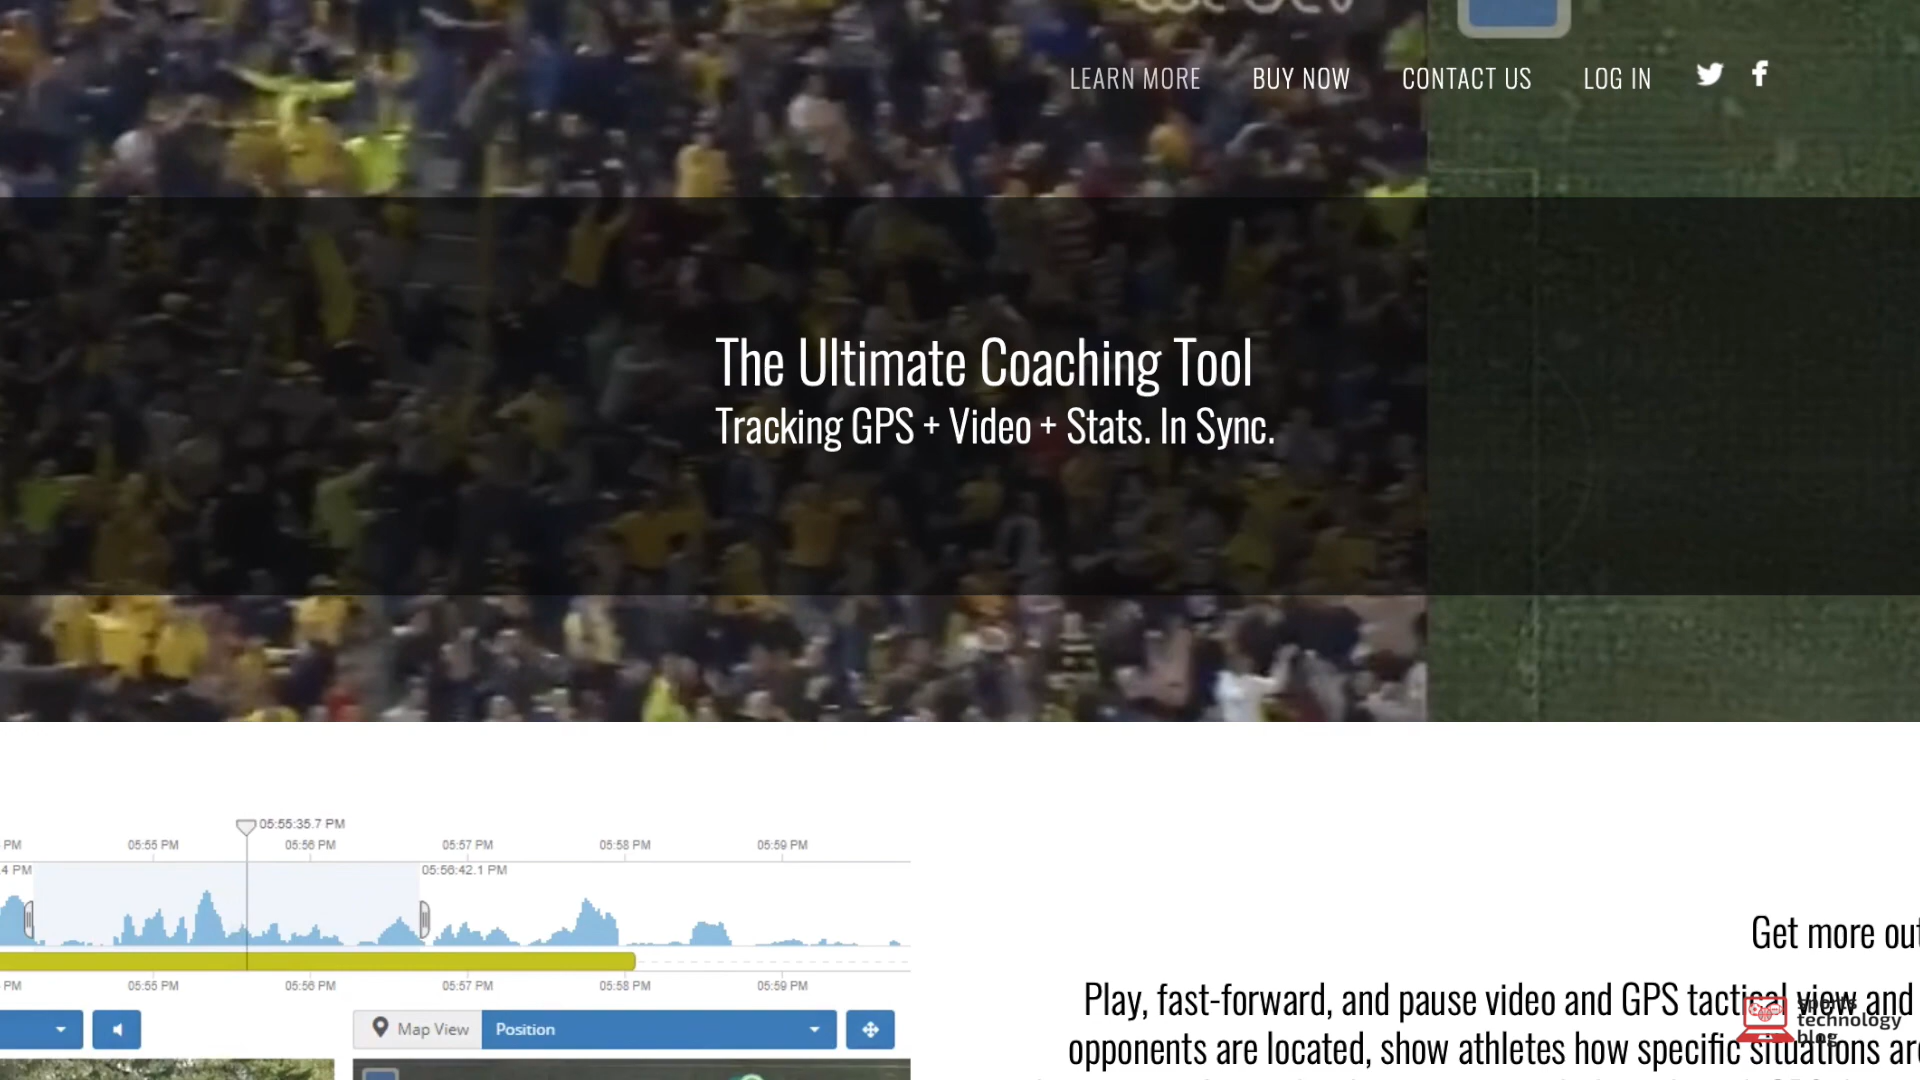 LEARN MORE BUY NOW CONTACT US LOG IN
The Ultimate Coaching Tool
Tracking GPS + Video + Stats. In Sync.
05:55:35.7 PM
PM 05:55 PM 05:56 PM 05:57 PM 05:58 PM 05:59 PM
4 PM 05:56:42.1 PM
PM 05:55 PM 05:56 PM 05:57 PM 05:58 PM 05:59 PM
Map View Position
Get more out
Play, fast-forward, and pause video and GPS tactical view and
opponents are located, show athletes how specific situations are
sports
technology
blog